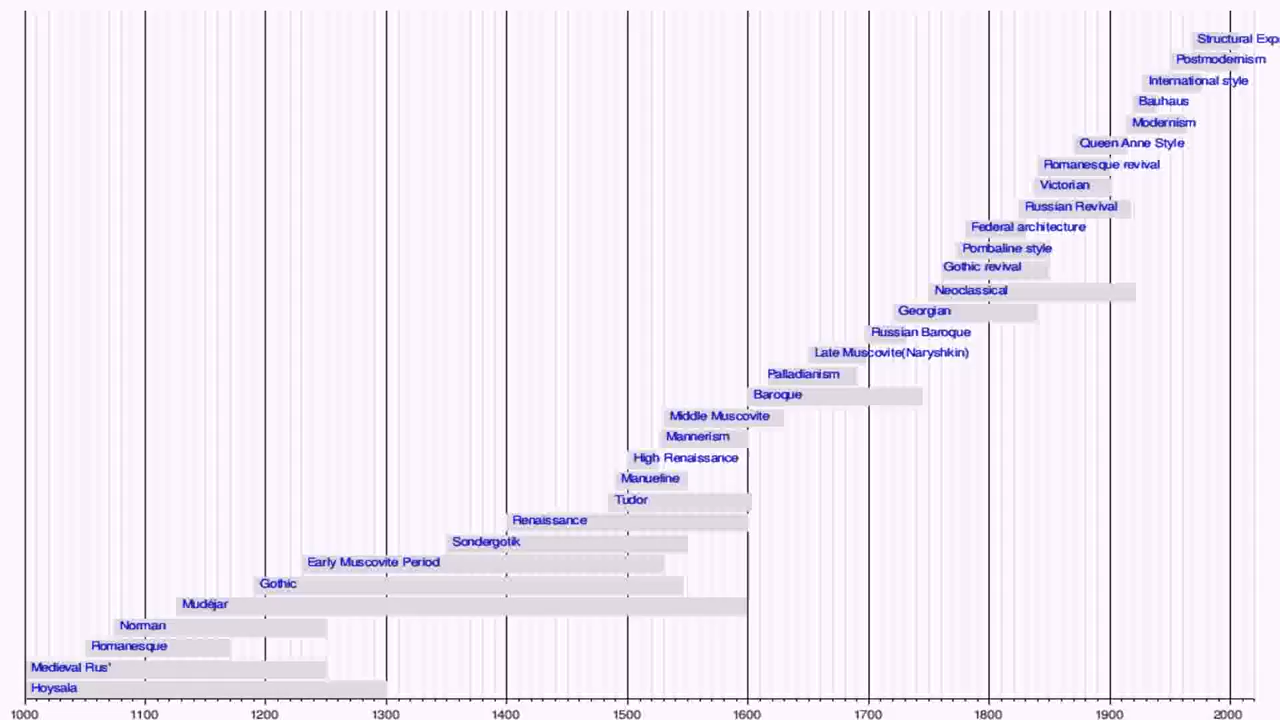 Structural Exp
Postmodernism
International style
Bauhaus
Modernism
Queen Anne Style
Romanesque revival
Victorian
Russian Revival
Federal architecture
Pombaline style
Gothic revival
Neoclassical
Georgian
Russian Baroque
Late Muscovite(Naryshkin)
Palladianism
Baroque
Middle Muscovite
Mannerism
High Renaissance
Manueline
Tudor
Renaissance
Sondergotik
Early Muscovite Period
Gothic
Mudéjar
Norman
Romanesque
Medieval Rus'
Hoysala
1000 1100 1200 1300 1400 1500 1600 1700 1800 1900 2000